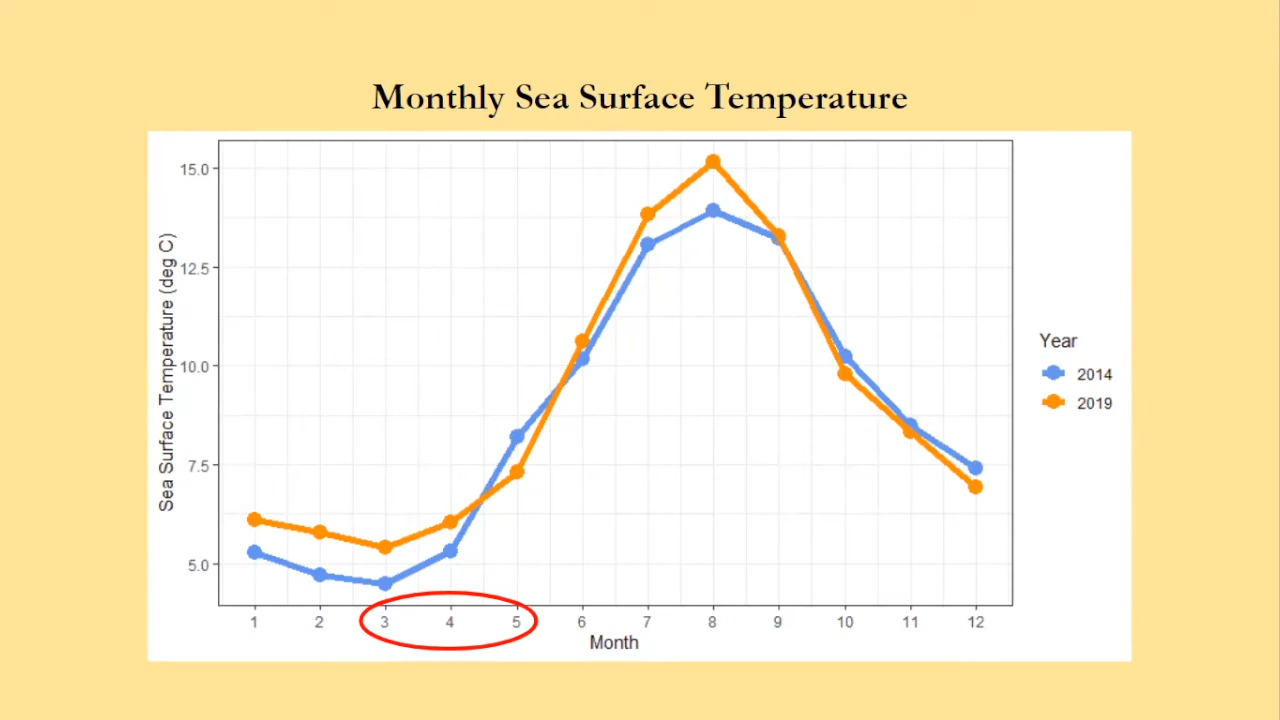 Monthly Sea Surface Temperature
Sea Surface Temperature (deg C)
15.0
12.5
10.0
7.5
5.0
1 2 3 4 5 6 7 8 9 10 11 12
Month
Year
2014
2019